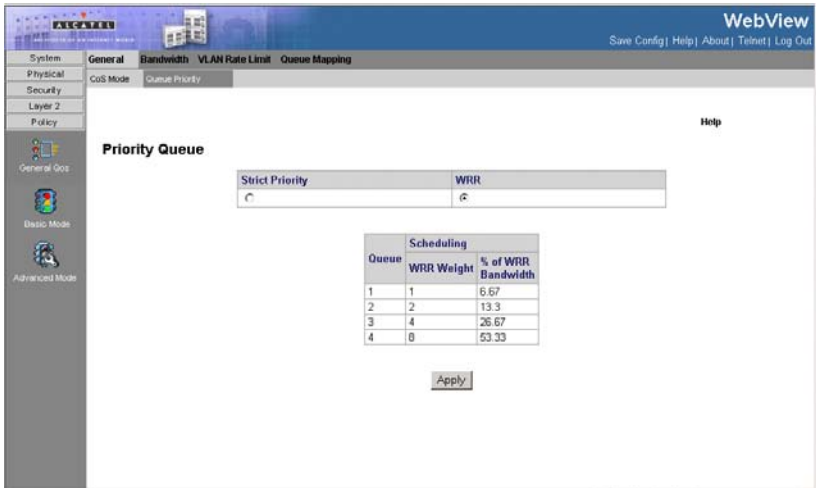 ALCATEL
WebView
Save Config| Help| About| Telnet| Log Out
System
Physical
Security
Layer 2
Policy
General Qos
Basic Mode
Advanced Mode
General Bandwidth VLAN Rate Limit Queue Mapping
CoS Mode Queue Priority
Help
Priority Queue
Strict Priority WRR
Queue Scheduling
WRR Weight % of WRR Bandwidth
1 1 6.67
2 2 13.3
3 4 26.67
4 8 53.33
Apply